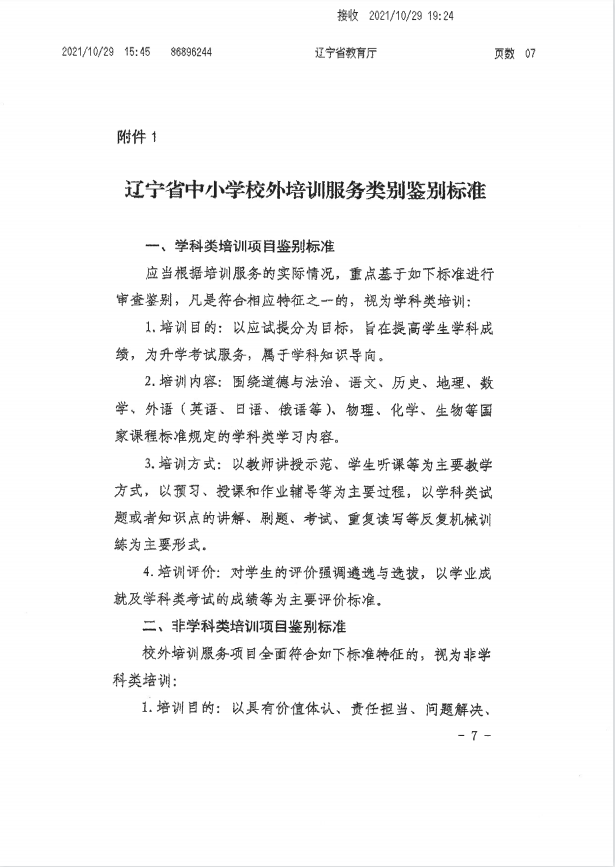 接收 2021/10/29 19:24
2021/10/29 15:45 86896244 辽宁省教育厅 页数 07
附件 1
辽宁省中小学校外培训服务类别鉴别标准
一、学科类培训项目鉴别标准
应当根据培训服务的实际情况，重点基于如下标准进行
审查鉴别，凡是符合相应特征之一的，视为学科类培训：
1.培训目的：以应试提分为目标，旨在提高学生学科成
绩，为升学考试服务，属于学科知识导向。
2.培训内容：围绕道德与法治、语文、历史、地理、数
学、外语（英语、日语、俄语等）、物理、化学、生物等国
家课程标准规定的学科类学习内容。
3.培训方式：以教师讲授示范、学生听课等为主要教学
方式，以预习、授课和作业辅导等为主要过程，以学科类试
题或者知识点的讲解、刷题、考试、重复读写等反复机械训
练为主要形式。
4.培训评价：对学生的评价强调遴选与选拔，以学业成
就及学科类考试的成绩等为主要评价标准。
二、非学科类培训项目鉴别标准
校外培训服务项目全面符合如下标准特征的，视为非学
科类培训：
1.培训目的：以具有价值体认、责任担当、问题解决、
- 7 -